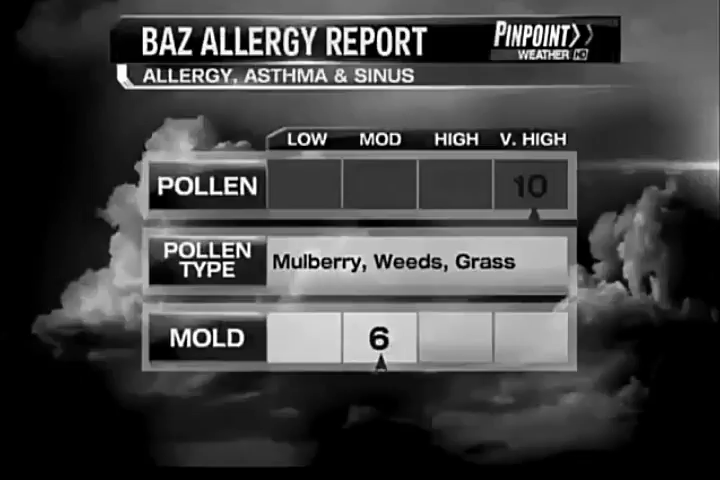 BAZ ALLERGY REPORT
PINPOINT
WEATHER HD
ALLERGY, ASTHMA & SINUS
LOW MOD HIGH V. HIGH
POLLEN 10
POLLEN TYPE
Mulberry, Weeds, Grass
MOLD 6